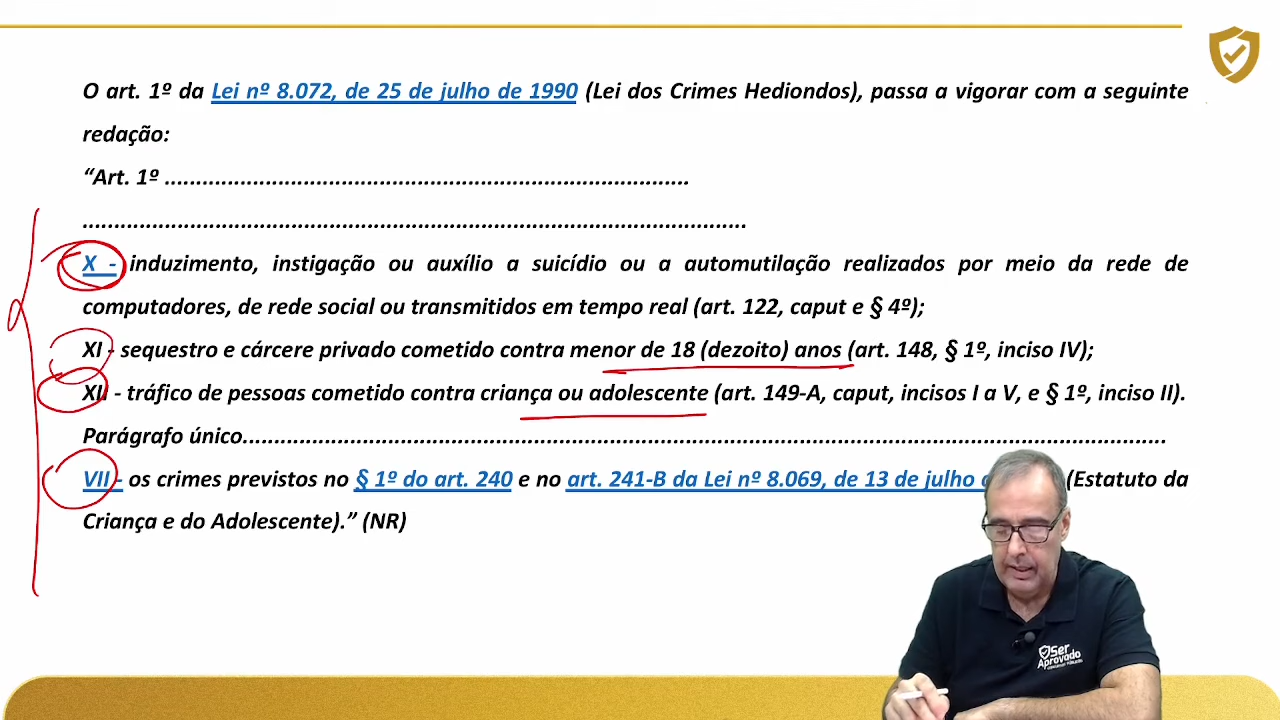 O art. 1º da Lei nº 8.072, de 25 de julho de 1990 (Lei dos Crimes Hediondos), passa a vigorar com a seguinte
redação:
“Art. 1º .....................................................................................
...........................................................................................................
X - induzimento, instigação ou auxílio a suicídio ou a automutilação realizados por meio da rede de
computadores, de rede social ou transmitidos em tempo real (art. 122, caput e § 4º);
XI - sequestro e cárcere privado cometido contra menor de 18 (dezoito) anos (art. 148, § 1º, inciso IV);
XII - tráfico de pessoas cometido contra criança ou adolescente (art. 149-A, caput, incisos I a V, e § 1º, inciso II).
Parágrafo único.....................................................................................................................................................
VII - os crimes previstos no § 1º do art. 240 e no art. 241-B da Lei nº 8.069, de 13 de julho (Estatuto da
Criança e do Adolescente).” (NR)
Ser
Aprovado